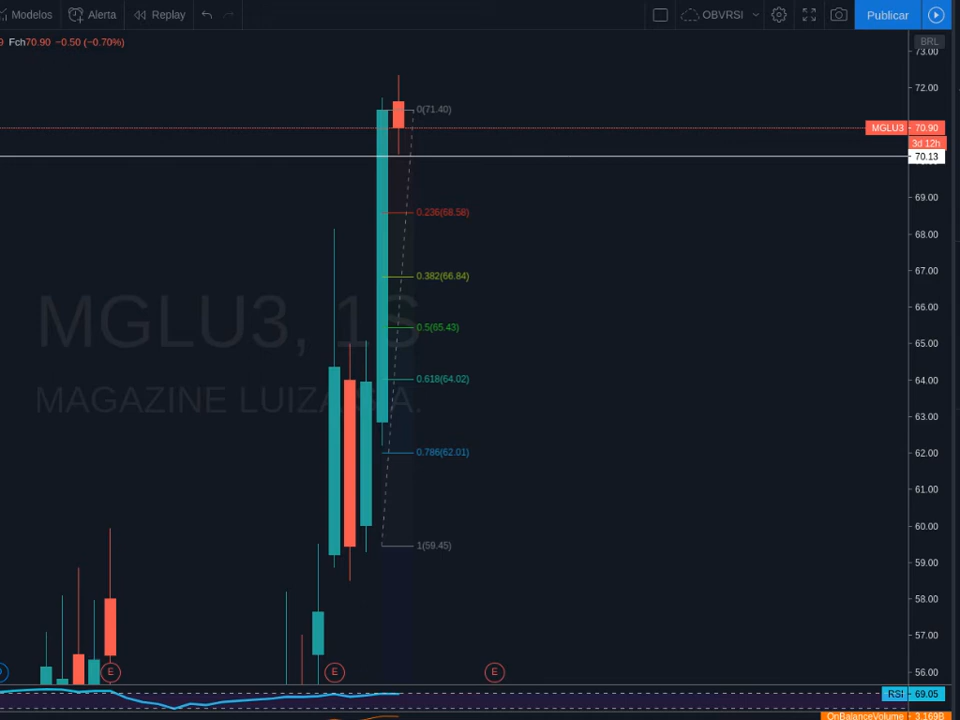 Modelos Alerta Replay OBVRSI Publicar
Fch70.90 −0.50 (−0.70%)
BRL
73.00
72.00
0(71.40)
MGLU3 70.90
3d 12h
70.13
69.00
0.236(68.58)
68.00
67.00
0.382(66.84)
66.00
0.5(65.43)
MGLU3, 1S
65.00
0.618(64.02)
64.00
MAGAZINE LUIZA S.A.
63.00
0.786(62.01)
62.00
61.00
60.00
1(59.45)
59.00
58.00
57.00
E E E
56.00
RSI 69.05
OnBalanceVolume 3.169B